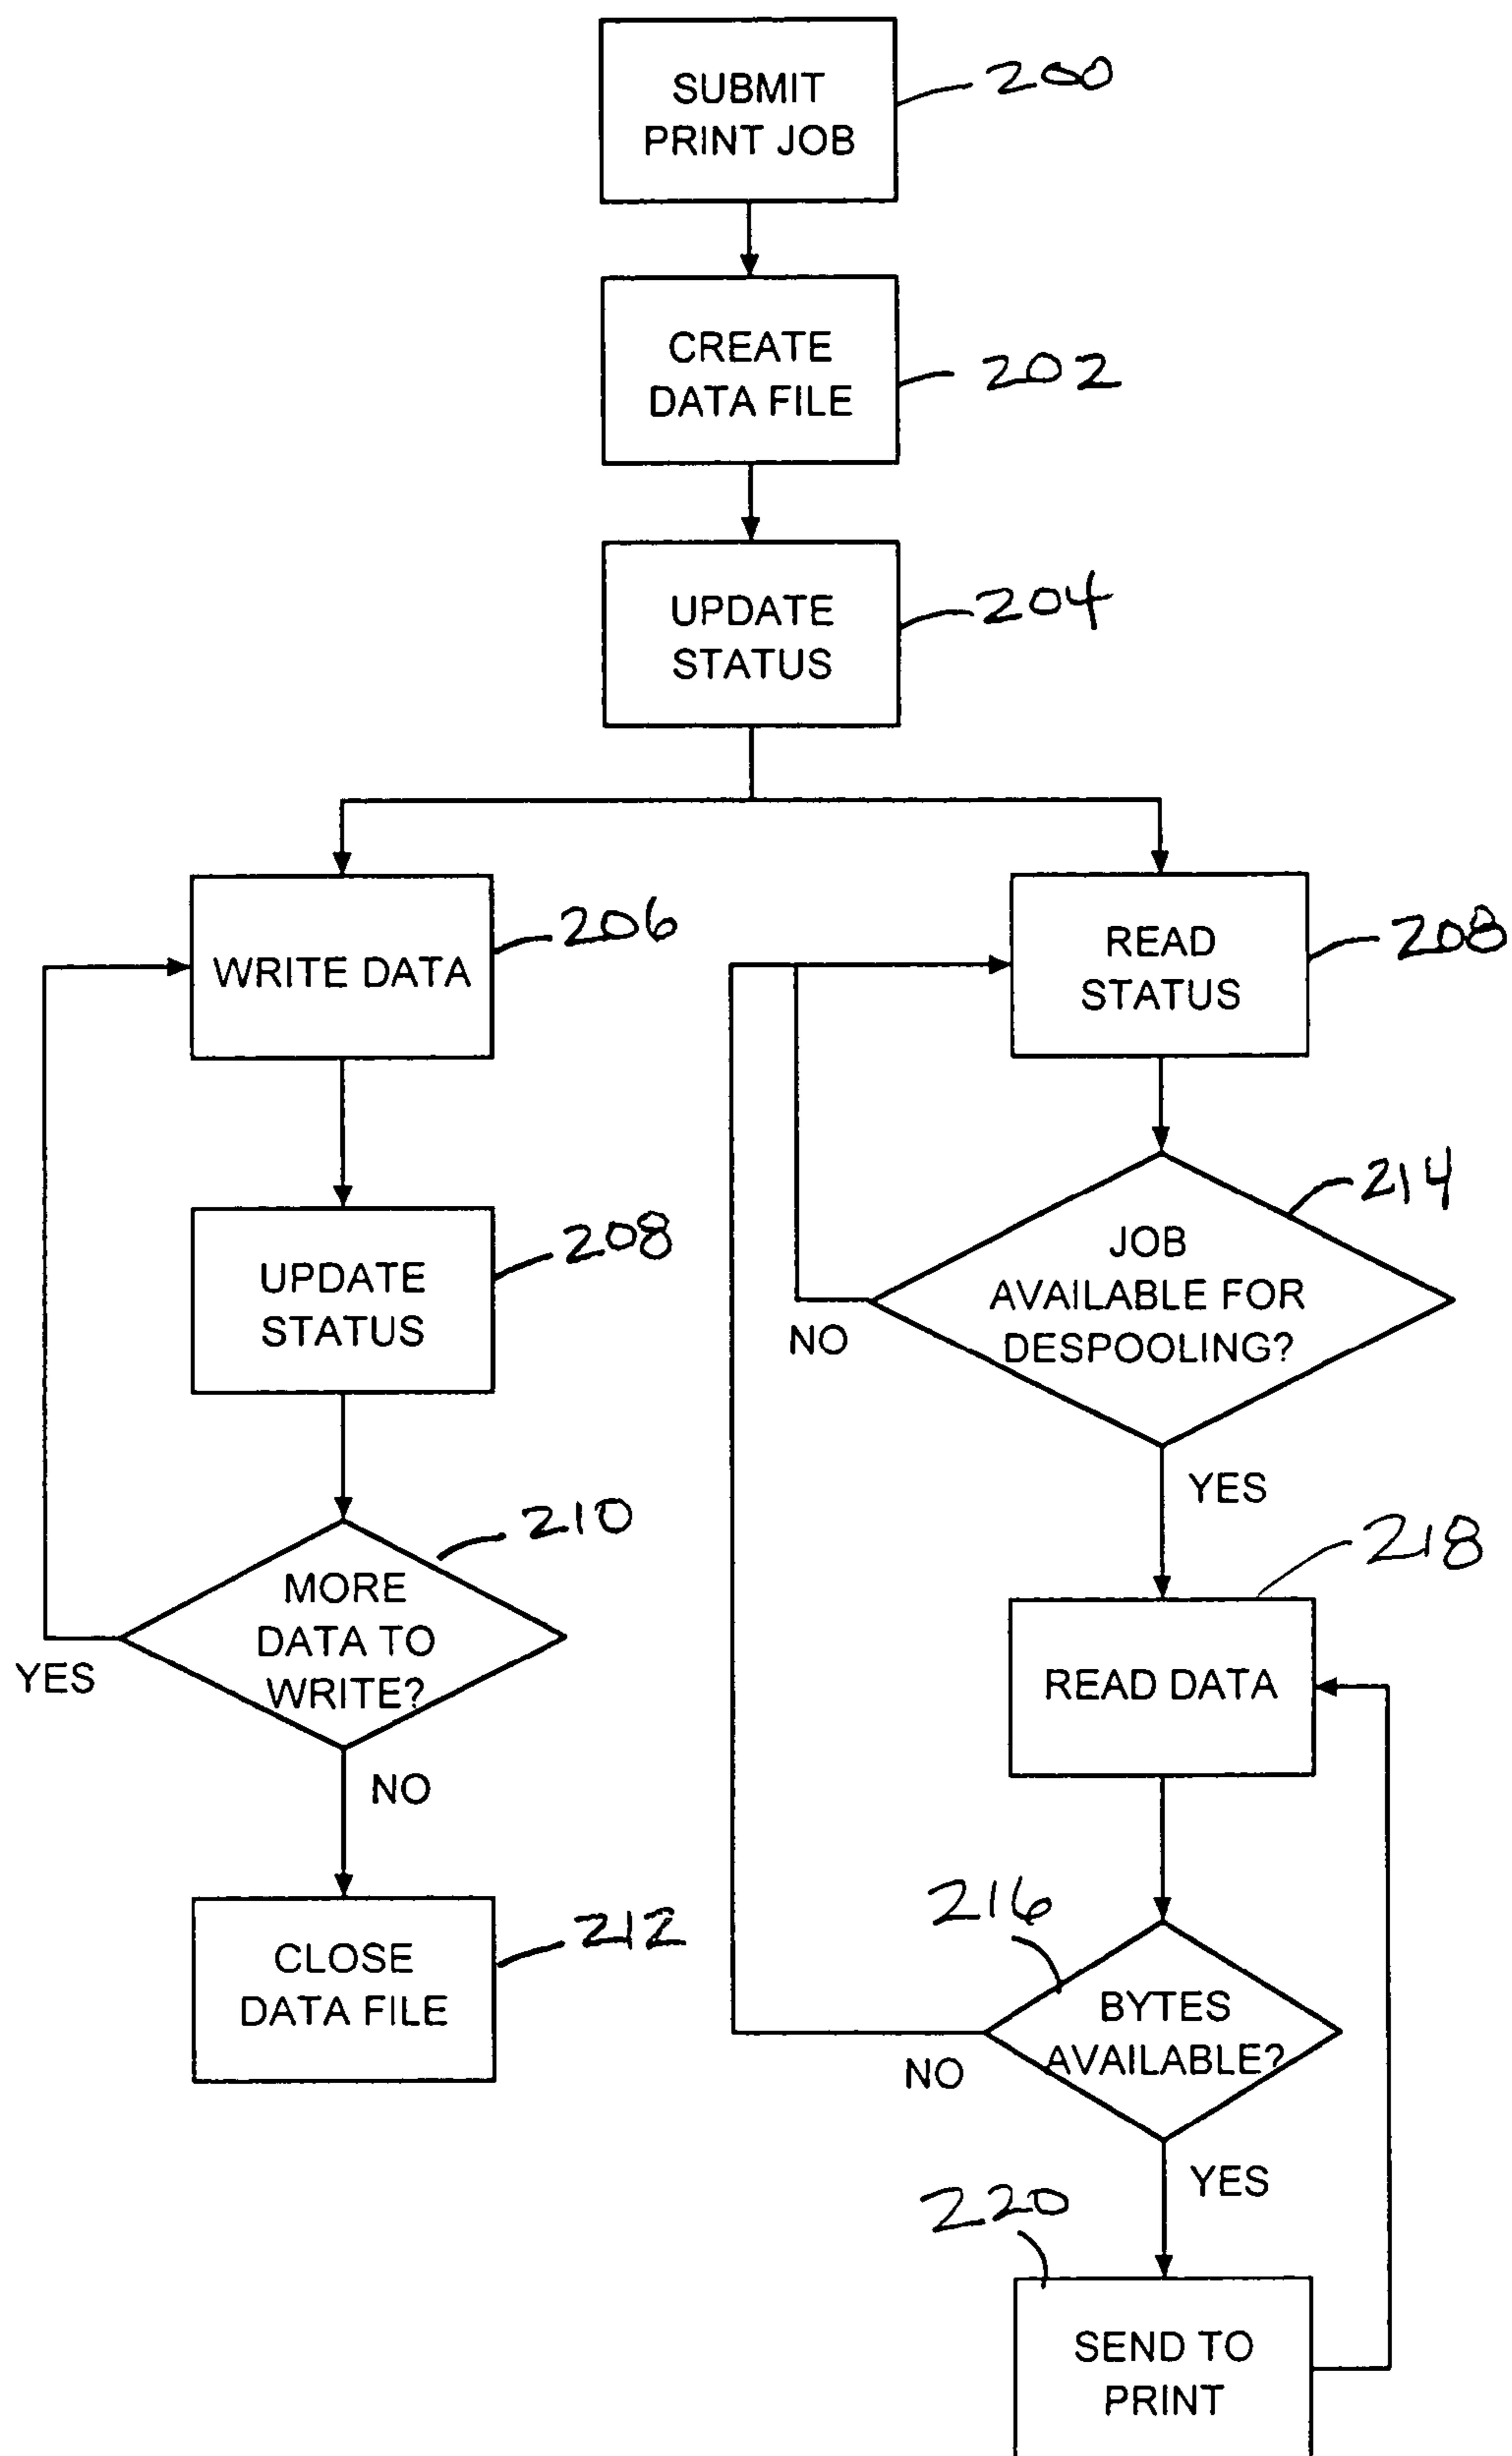 SUBMIT
PRINT JOB
200
CREATE
DATA FILE
202
UPDATE
STATUS
204
WRITE DATA
206
UPDATE
STATUS
208
MORE
DATA TO
WRITE?
210
YES
NO
CLOSE
DATA FILE
212
READ
STATUS
208
JOB
AVAILABLE FOR
DESPOOLING?
214
NO
YES
READ DATA
218
BYTES
AVAILABLE?
216
NO
YES
SEND TO
PRINT
220